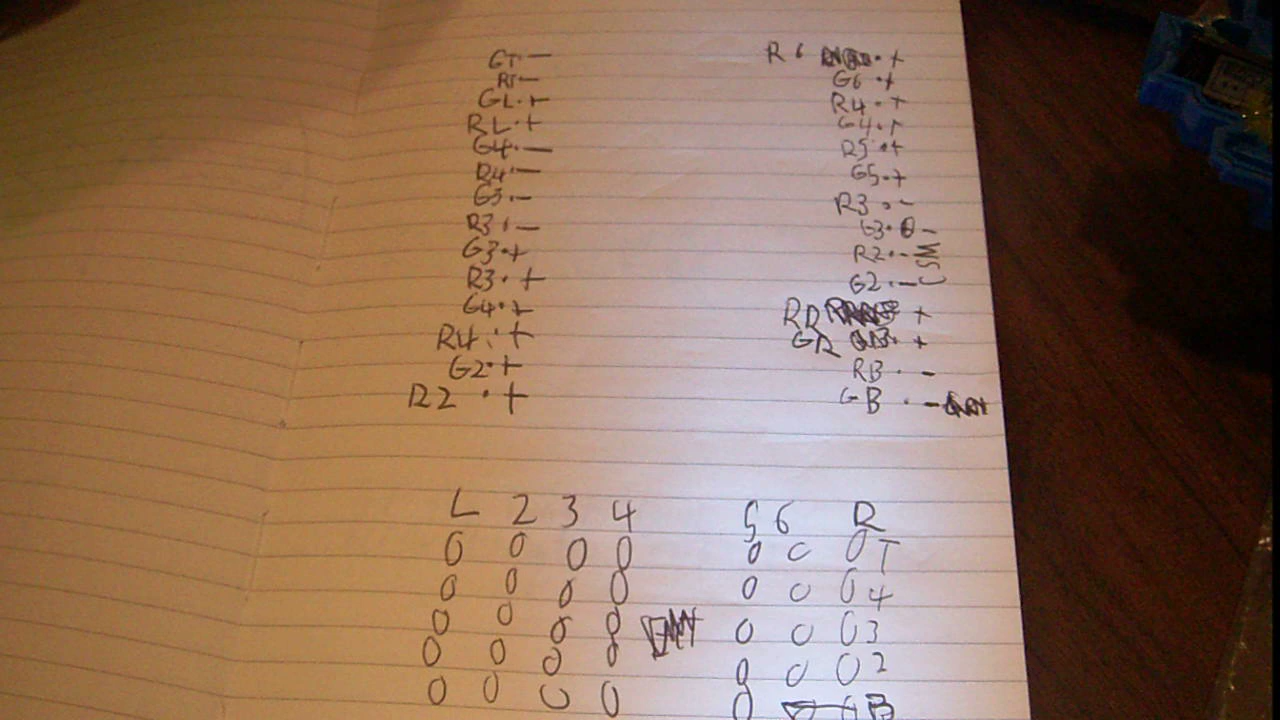 GT -
RT -
GL . +
RL . +
G4 . -
R4 . -
G3 . -
R3 . -
G3 . +
R3 . +
G4 . +
R4 . +
G2 . +
R2 . +
R 6 . +
G6 . +
R4 . +
G4 . +
R5 . +
G5 . +
R3 . -
G3 . -
R2 . -
G2 . -
RR +
GR +
RB . -
GB . -
L 2 3 4 5 6 R
0 0 0 0 0 0 0 T
0 0 0 0 0 0 0 4
0 0 0 0 0 0 0 3
0 0 0 0 0 0 0 2
0 0 0 0 0 B